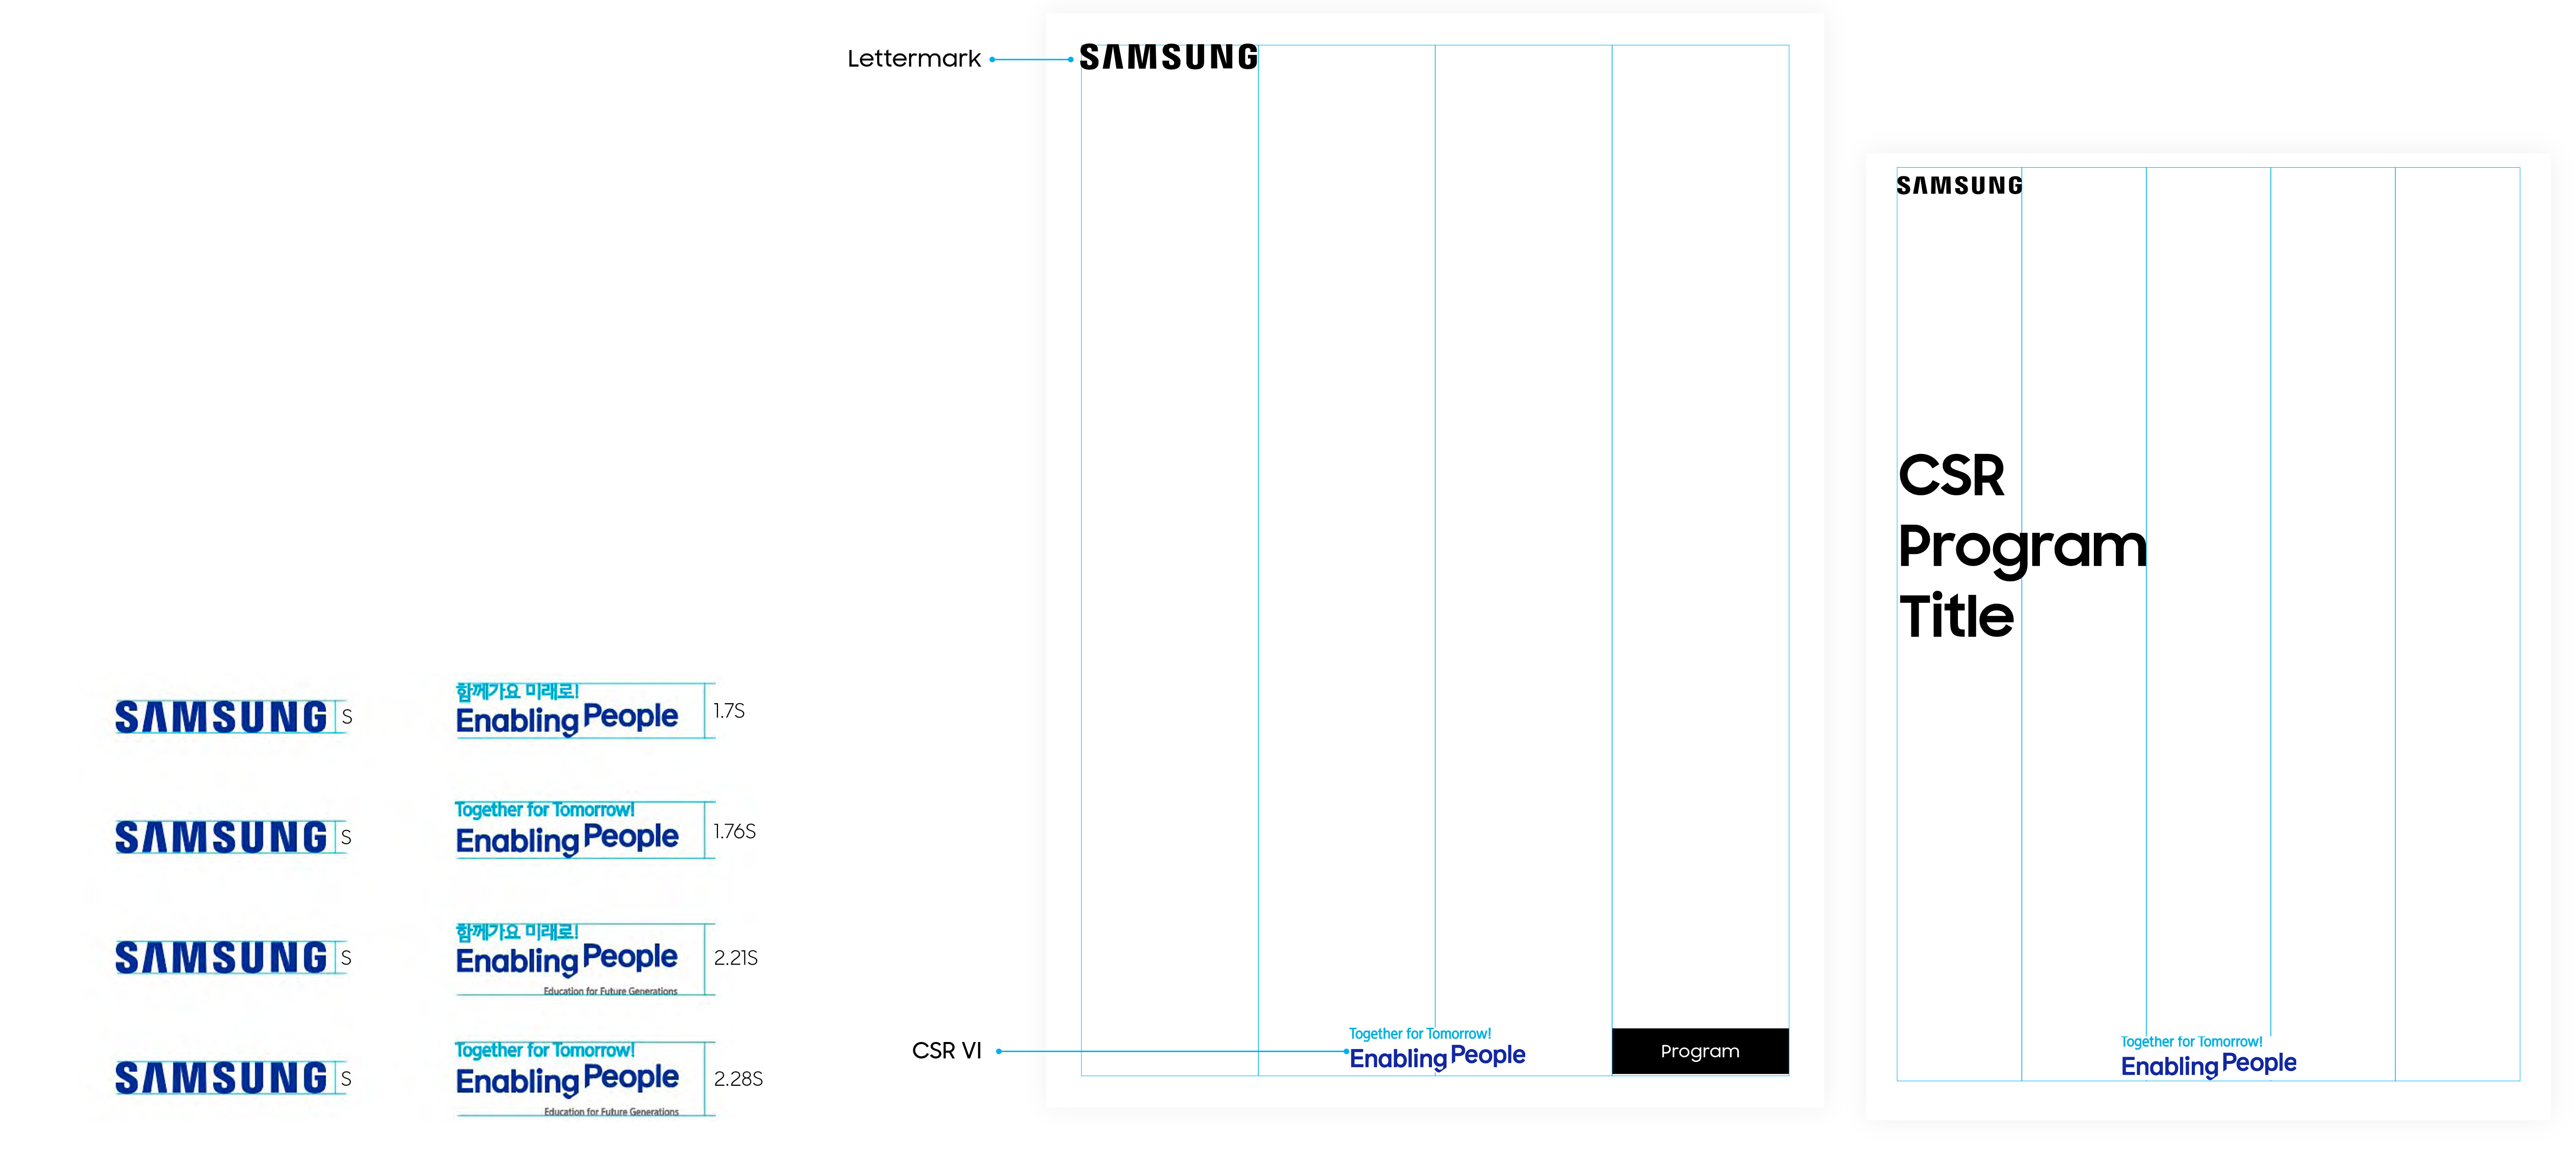 SAMSUNG S
함께가요 미래로!
Enabling People
1.7S
SAMSUNG S
Together for Tomorrow!
Enabling People
1.76S
SAMSUNG S
함께가요 미래로!
Enabling People
Education for Future Generations
2.21S
SAMSUNG S
Together for Tomorrow!
Enabling People
Education for Future Generations
2.28S
Lettermark
SAMSUNG
CSR VI
Together for Tomorrow!
Enabling People
Program
SAMSUNG
CSR
Program
Title
Together for Tomorrow!
Enabling People